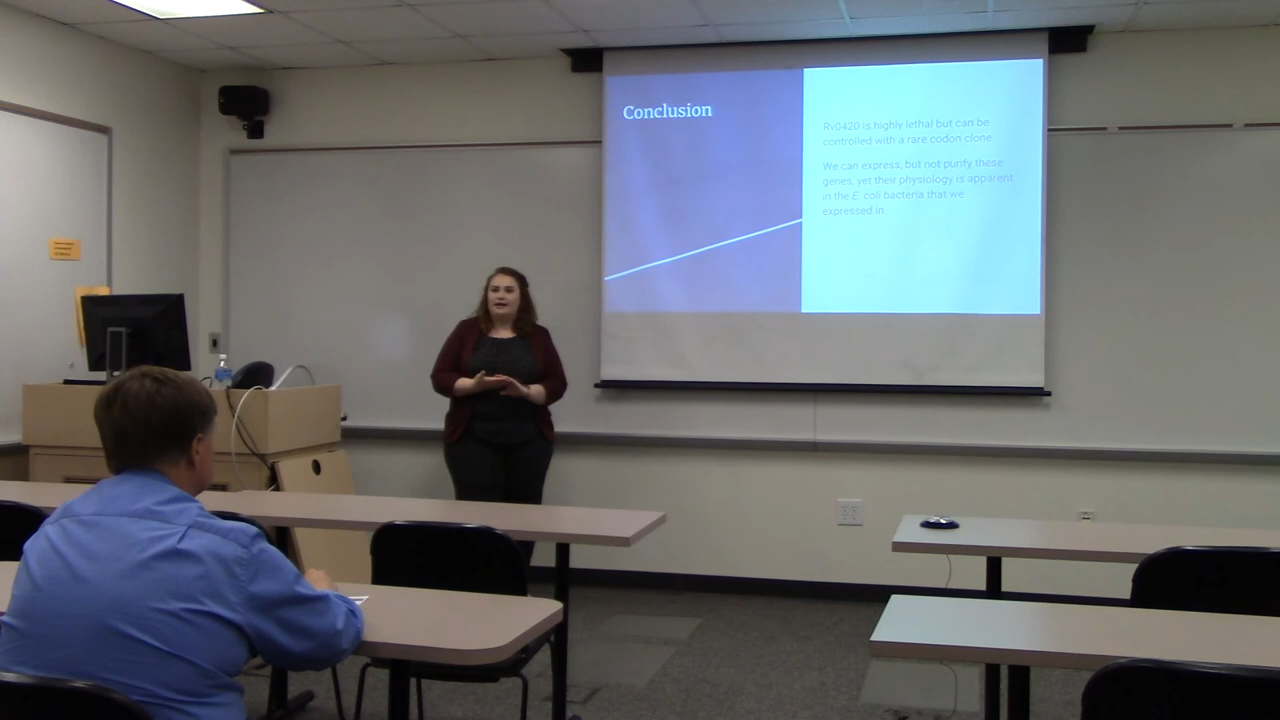 Conclusion
Rv0420 is highly lethal but can be
controlled with a rare codon clone
We can express, but not purify these
genes, yet their physiology is apparent
in the E. coli bacteria that we
expressed in.